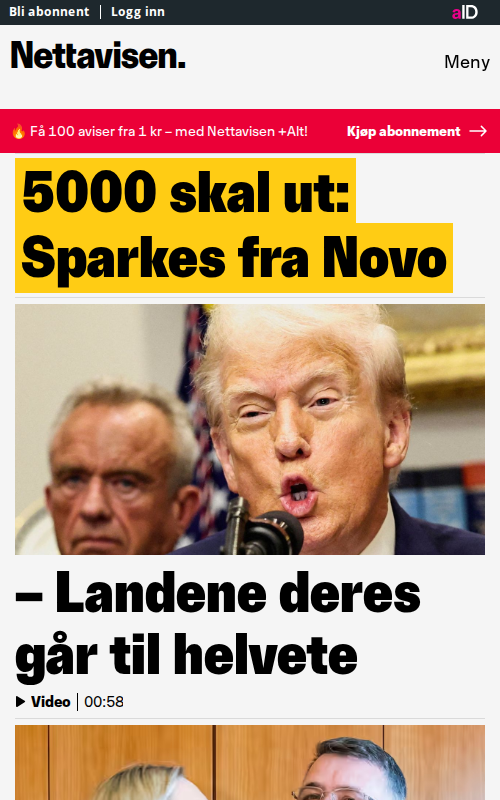 Bli abonnent | Logg inn
aID
Nettavisen.
Meny
🔥 Få 100 aviser fra 1 kr – med Nettavisen +Alt!
Kjøp abonnement →
5000 skal ut:
Sparkes fra Novo
– Landene deres
går til helvete
Video | 00:58